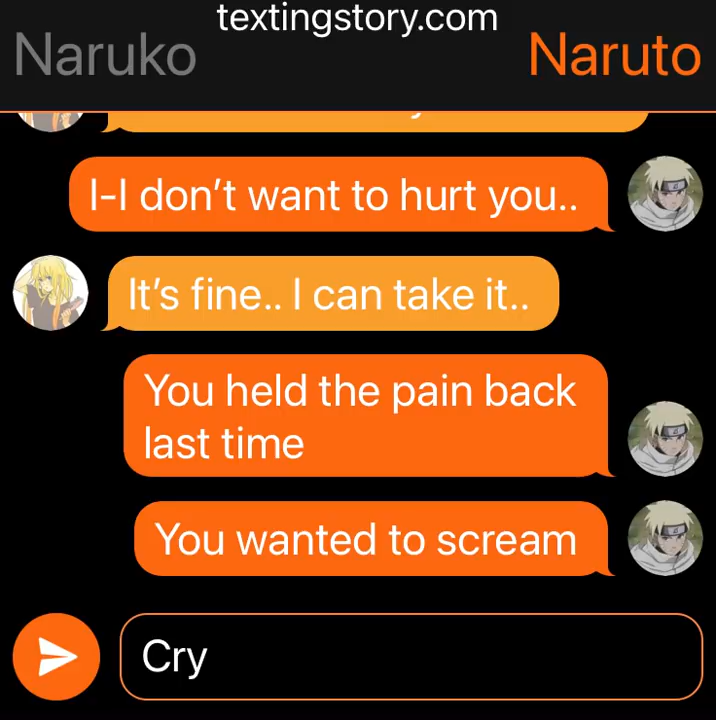 textingstory.com
Naruko
Naruto
I-I don’t want to hurt you..
It’s fine.. I can take it..
You held the pain back
last time
You wanted to scream
Cry